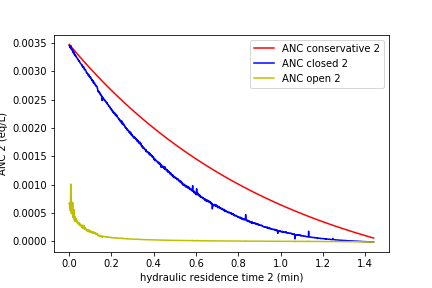 ANC conservative 2
ANC closed 2
ANC open 2
ANC 2 (eq/L)
0.0035
0.0030
0.0025
0.0020
0.0015
0.0010
0.0005
0.0000
0.0 0.2 0.4 0.6 0.8 1.0 1.2 1.4
hydraulic residence time 2 (min)